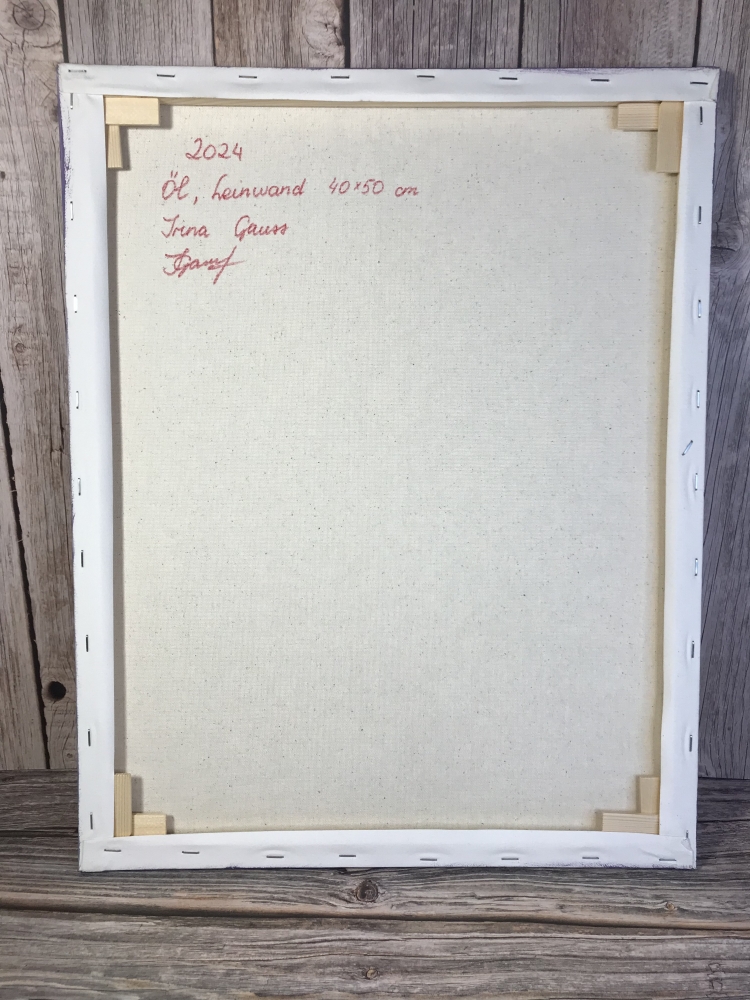 2024
Öl, Leinwand 40×50 cm
Irina Gauss